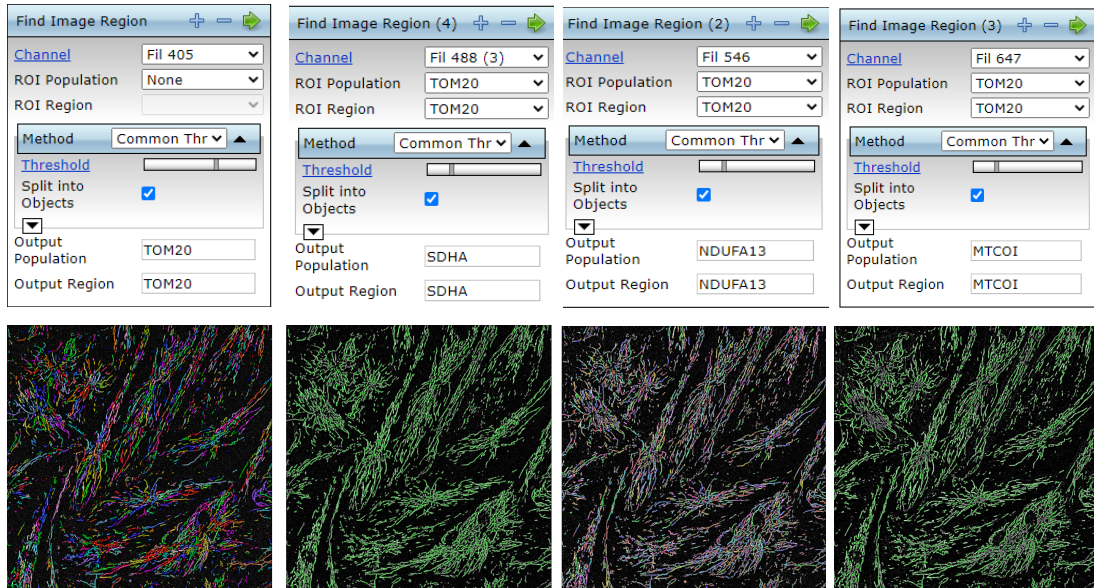 Find Image Region
Channel Fil 405
ROI Population None
ROI Region
Method Common Thr
Threshold
Split into
Objects
Output
Population TOM20
Output Region TOM20
Find Image Region (4)
Channel Fil 488 (3)
ROI Population TOM20
ROI Region TOM20
Method Common Thr
Threshold
Split into
Objects
Output
Population SDHA
Output Region SDHA
Find Image Region (2)
Channel Fil 546
ROI Population TOM20
ROI Region TOM20
Method Common Thr
Threshold
Split into
Objects
Output
Population NDUFA13
Output Region NDUFA13
Find Image Region (3)
Channel Fil 647
ROI Population TOM20
ROI Region TOM20
Method Common Thr
Threshold
Split into
Objects
Output
Population MTCOI
Output Region MTCOI